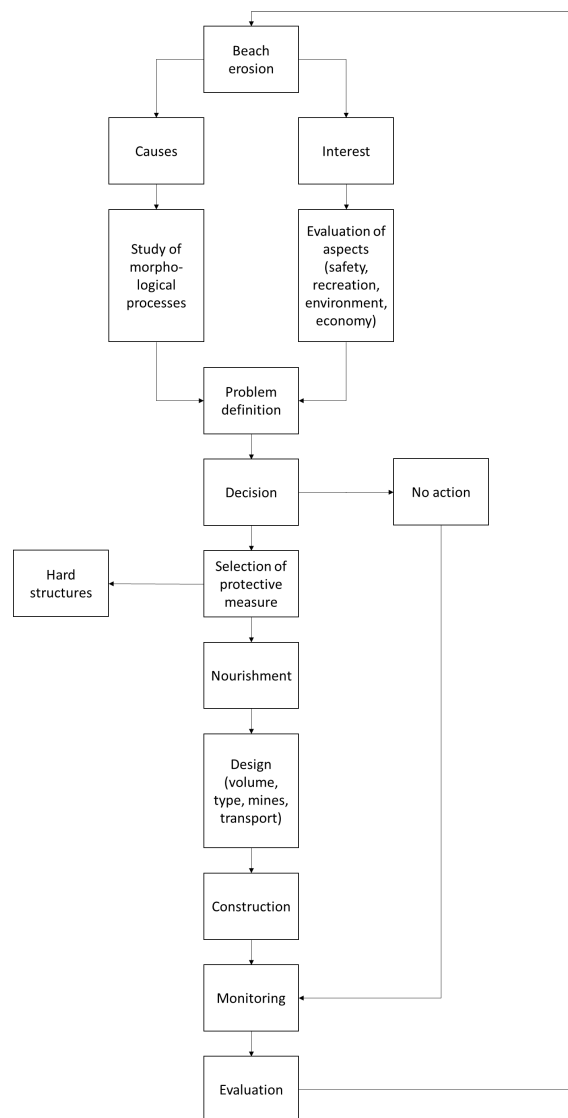 Beach
erosion
Causes
Interest
Study of
morpho-
logical
processes
Evaluation of
aspects
(safety,
recreation,
environment,
economy)
Problem
definition
Decision
No action
Selection of
protective
measure
Hard
structures
Nourishment
Design
(volume,
type, mines,
transport)
Construction
Monitoring
Evaluation